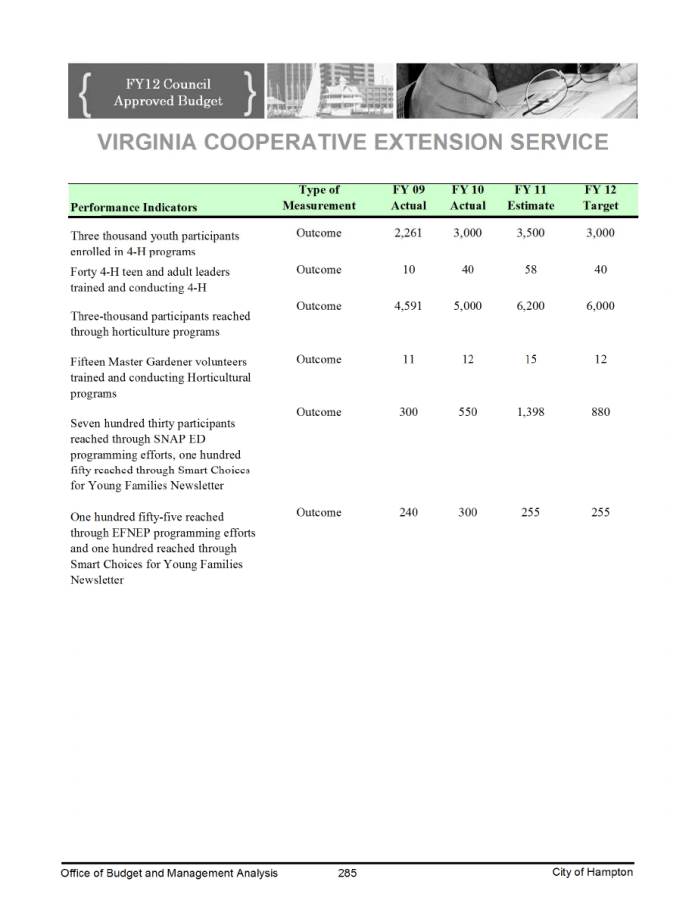 FY12 Council
Approved Budget
VIRGINIA COOPERATIVE EXTENSION SERVICE
Performance Indicators Type of Measurement FY 09 Actual FY 10 Actual FY 11 Estimate FY 12 Target
Three thousand youth participants Outcome 2,261 3,000 3,500 3,000
enrolled in 4-H programs
Forty 4-H teen and adult leaders Outcome 10 40 58 40
trained and conducting 4-H
Outcome 4,591 5,000 6,200 6,000
Three-thousand participants reached
through horticulture programs
Fifteen Master Gardener volunteers Outcome 11 12 15 12
trained and conducting Horticultural
programs
Outcome 300 550 1,398 880
Seven hundred thirty participants
reached through SNAP ED
programming efforts, one hundred
fifty reached through Smart Choices
for Young Families Newsletter
One hundred fifty-five reached Outcome 240 300 255 255
through EFNEP programming efforts
and one hundred reached through
Smart Choices for Young Families
Newsletter
Office of Budget and Management Analysis 285 City of Hampton